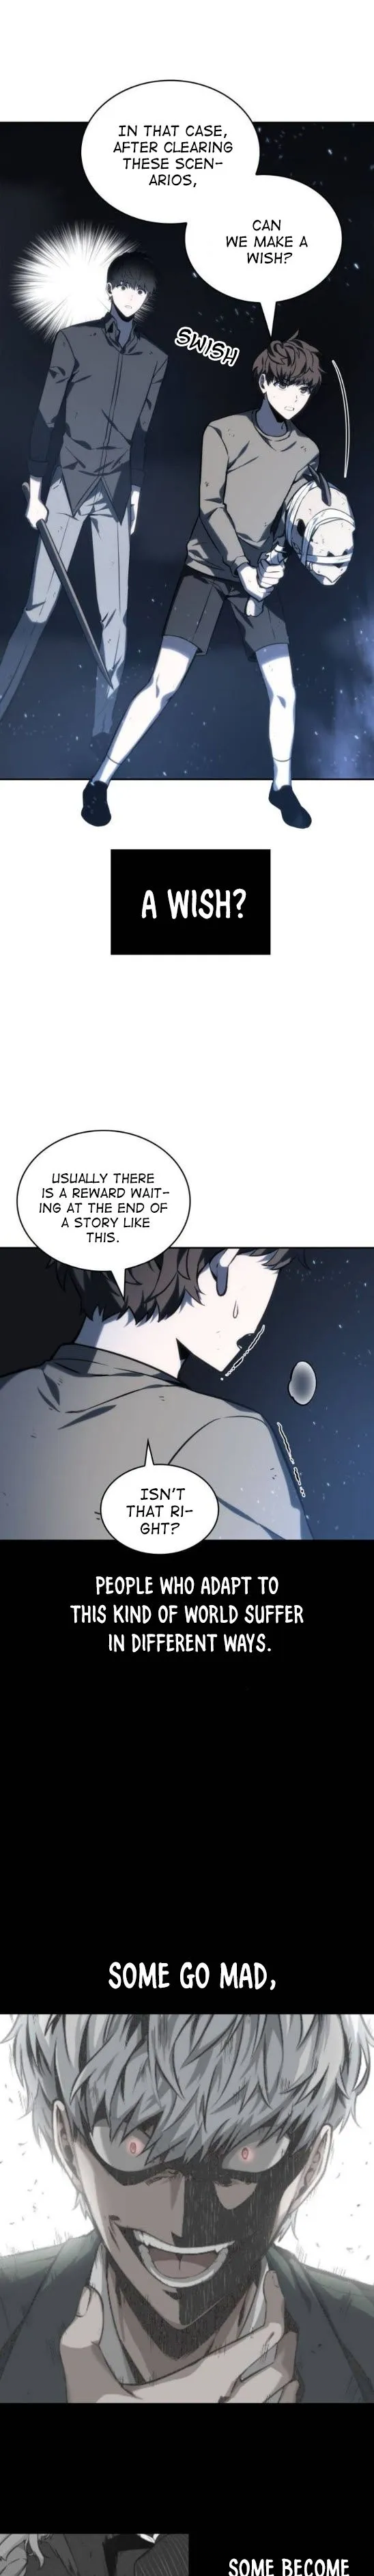 IN THAT CASE,
AFTER CLEARING
THESE SCEN-
ARIOS,
CAN
WE MAKE A
WISH?
SWISH
A WISH?
USUALLY THERE
IS A REWARD WAIT-
ING AT THE END OF
A STORY LIKE
THIS.
ISN'T
THAT RI-
GHT?
PEOPLE WHO ADAPT TO
THIS KIND OF WORLD SUFFER
IN DIFFERENT WAYS.
SOME GO MAD,
SOME BECOME